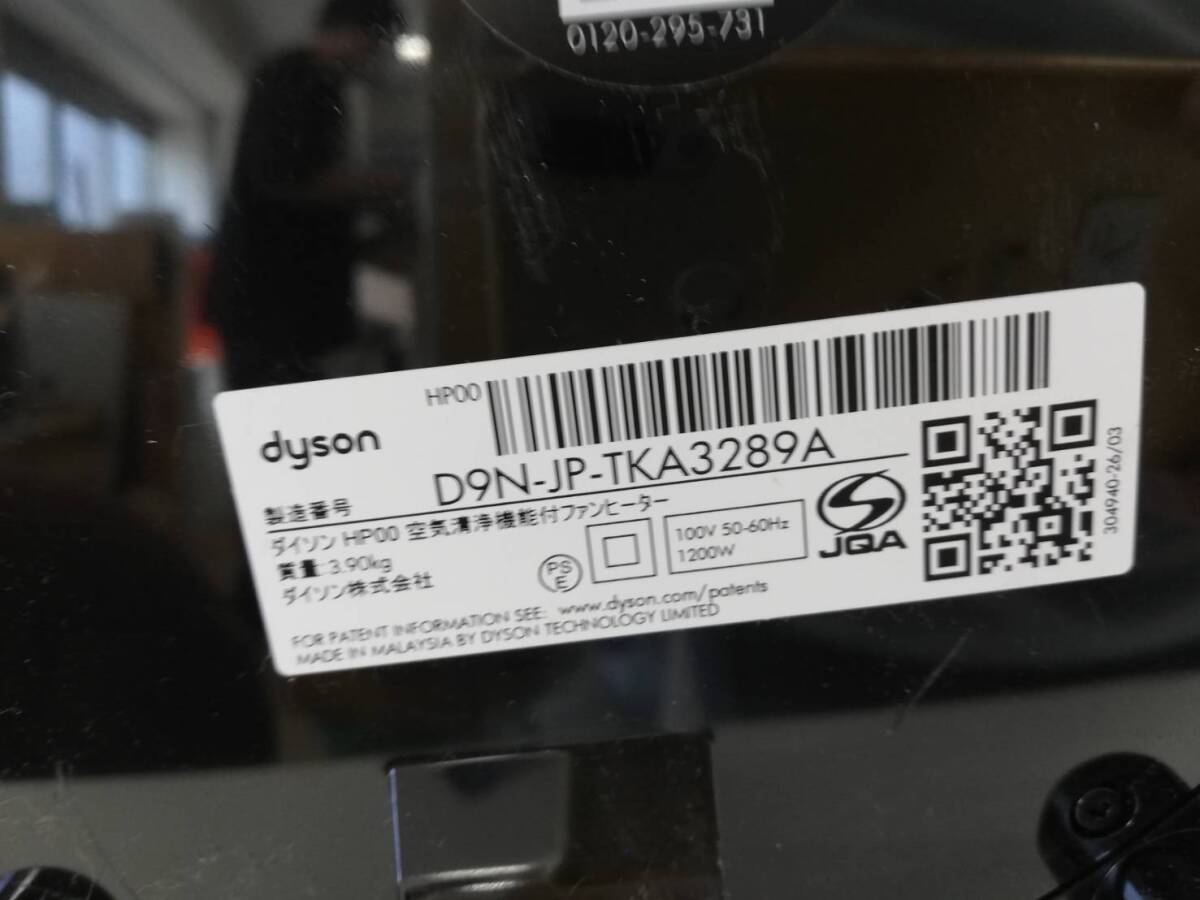 0120-295-731
HP00
dyson
製造番号 D9N-JP-TKA3289A
ダイソン HP00 空気清浄機能付ファンヒーター
質量:3.90kg
ダイソン株式会社
PS
E
100V 50-60Hz
1200W
JQA
304940-26/03
FOR PATENT INFORMATION SEE: www.dyson.com/patents
MADE IN MALAYSIA BY DYSON TECHNOLOGY LIMITED